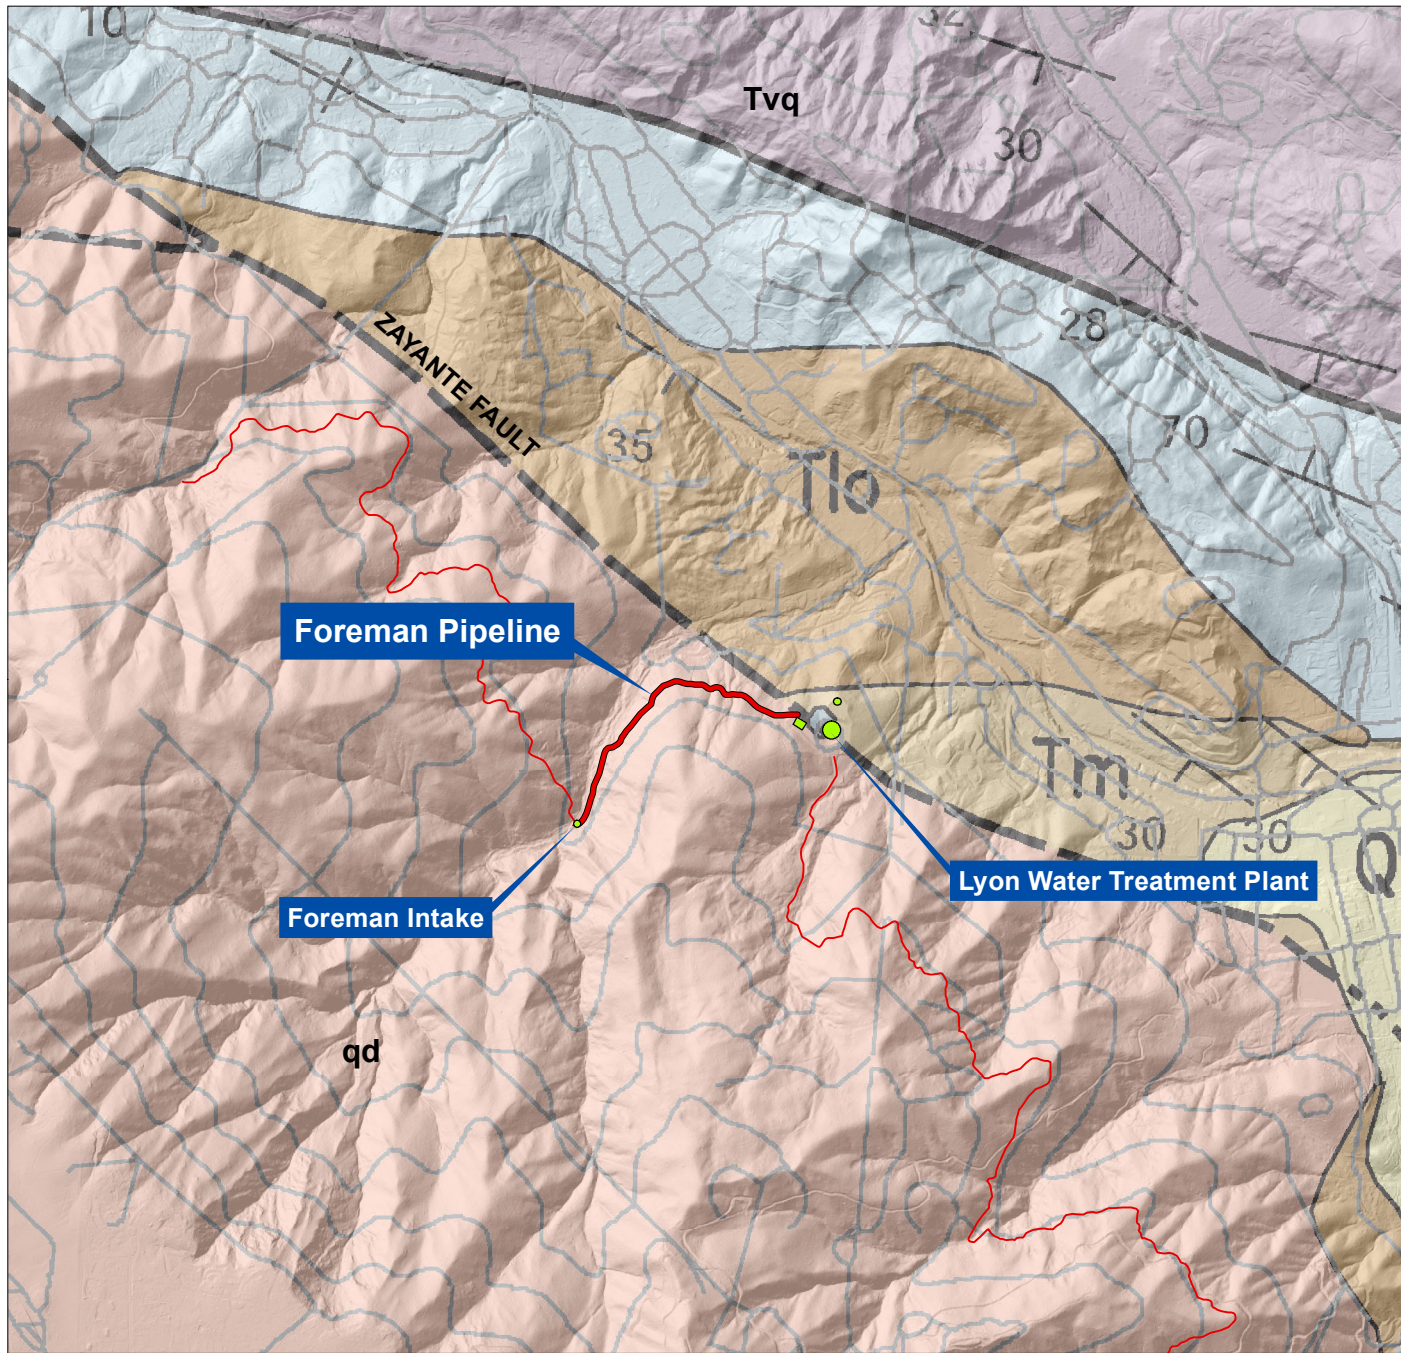 10
32
Tvq
30
28
ZAYANTE FAULT
35
70
Tlo
Foreman Pipeline
Tm
30
30
Q
Lyon Water Treatment Plant
Foreman Intake
qd